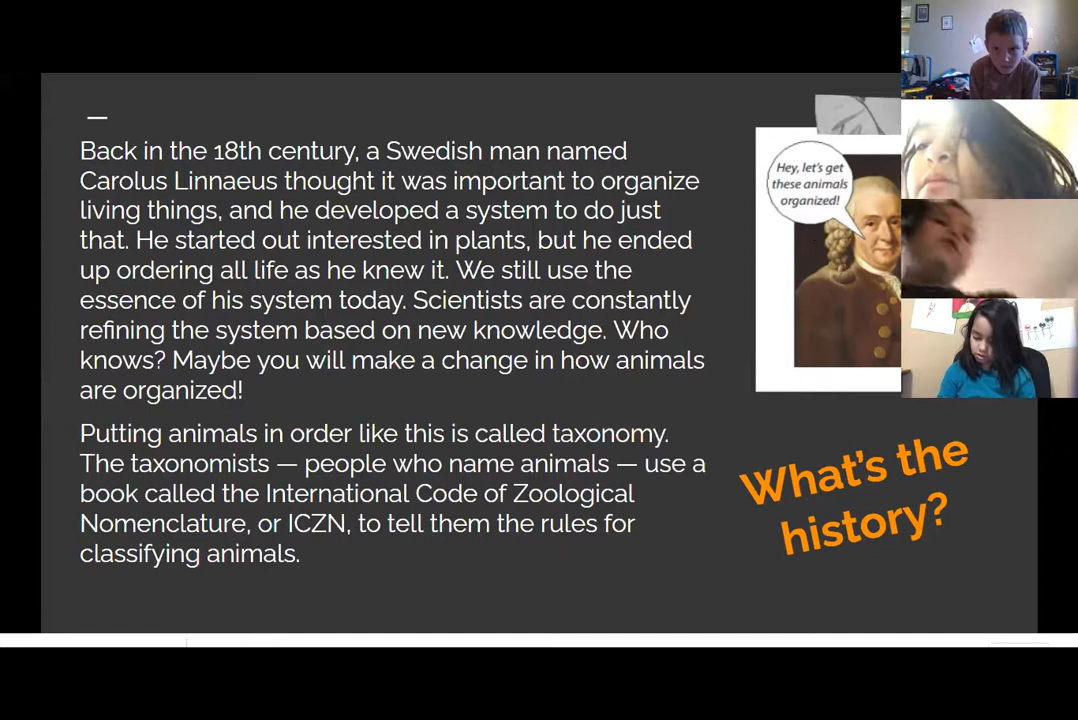 Back in the 18th century, a Swedish man named
Carolus Linnaeus thought it was important to organize
living things, and he developed a system to do just
that. He started out interested in plants, but he ended
up ordering all life as he knew it. We still use the
essence of his system today. Scientists are constantly
refining the system based on new knowledge. Who
knows? Maybe you will make a change in how animals
are organized!
Putting animals in order like this is called taxonomy.
The taxonomists — people who name animals — use a
book called the International Code of Zoological
Nomenclature, or ICZN, to tell them the rules for
classifying animals.
Hey, let's get
these animals
organized!
What's the
history?